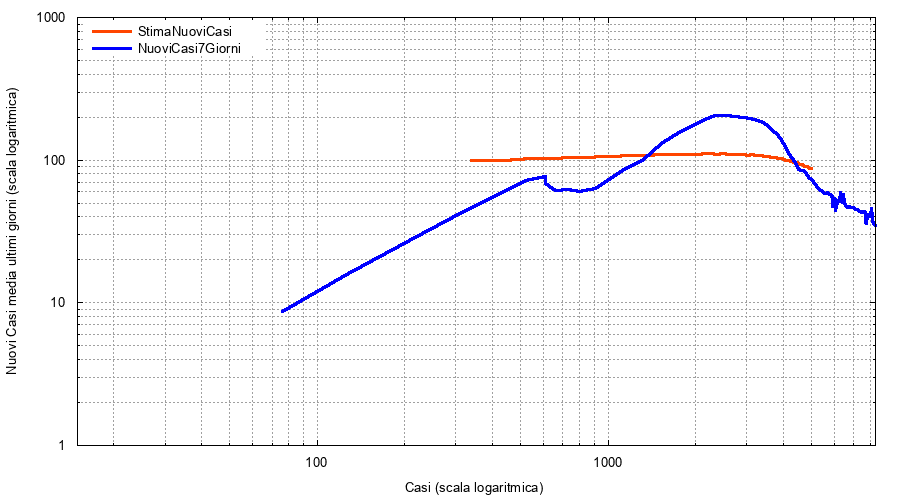 1000
StimaNuoviCasi
NuoviCasi7Giorni
100
10
1
Nuovi Casi media ultimi giorni (scala logaritmica)
100
1000
Casi (scala logaritmica)